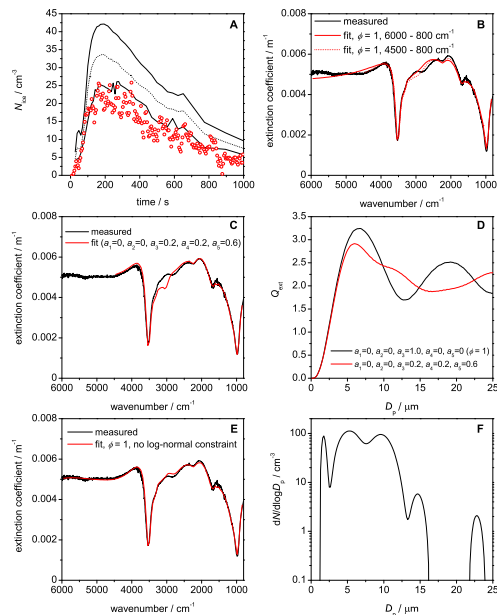 A
45
40
35
30
25
20
15
10
5
0
N_ice / cm⁻³
0 200 400 600 800 1000
time / s
B
measured
fit, ϕ = 1, 6000 - 800 cm⁻¹
fit, ϕ = 1, 4500 - 800 cm⁻¹
0.008
0.006
0.004
0.002
0.000
extinction coefficient / m⁻¹
6000 5000 4000 3000 2000 1000
wavenumber / cm⁻¹
C
measured
fit (a₁=0, a₂=0, a₃=0.2, a₄=0.2, a₅=0.6)
0.008
0.006
0.004
0.002
0.000
extinction coefficient / m⁻¹
6000 5000 4000 3000 2000 1000
wavenumber / cm⁻¹
D
3.5
3.0
2.5
2.0
1.5
1.0
0.5
0.0
Q_ext
a₁=0, a₂=0, a₃=1.0, a₄=0, a₅=0 (ϕ = 1)
a₁=0, a₂=0, a₃=0.2, a₄=0.2, a₅=0.6
0 5 10 15 20 25
D_p / μm
E
measured
fit, ϕ = 1, no log-normal constraint
0.008
0.006
0.004
0.002
0.000
extinction coefficient / m⁻¹
6000 5000 4000 3000 2000 1000
wavenumber / cm⁻¹
F
100
10
1
0.1
dN/dlogD_p / cm⁻³
0 5 10 15 20 25
D_p / μm